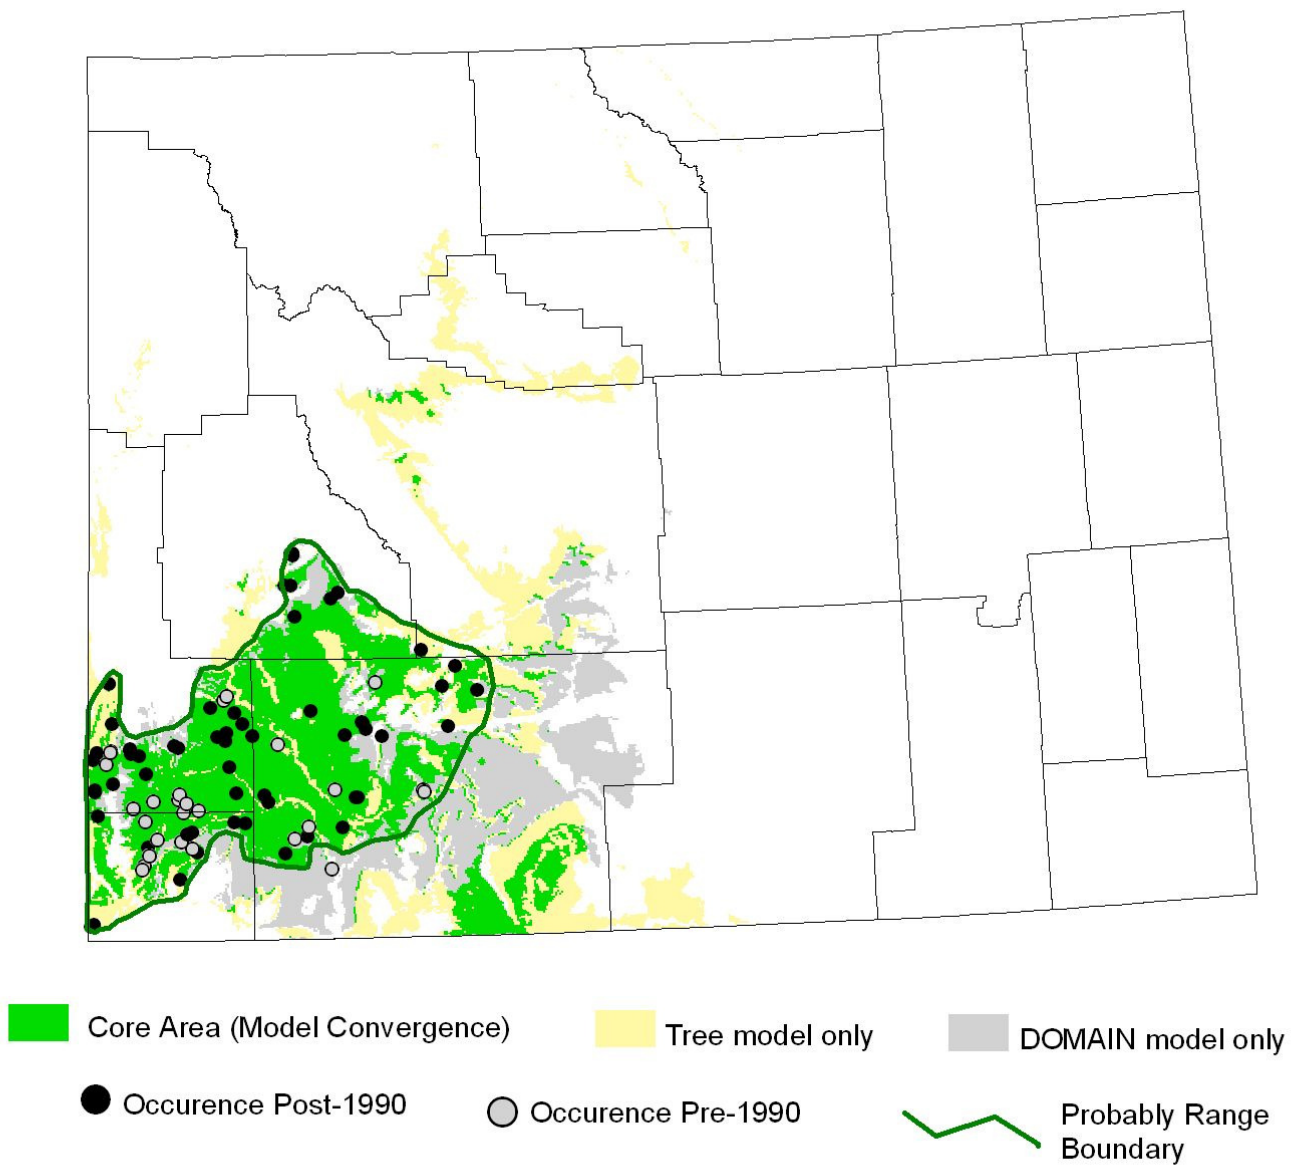 Core Area (Model Convergence)
Tree model only
DOMAIN model only
Occurence Post-1990
Occurence Pre-1990
Probably Range
Boundary